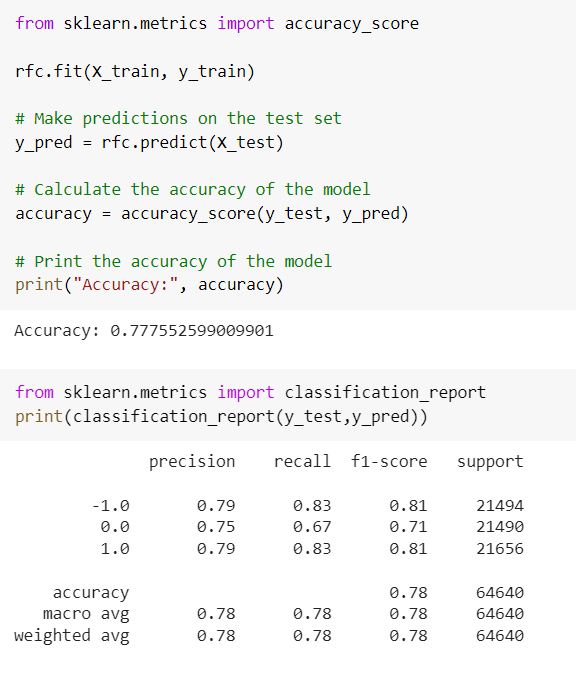 from sklearn.metrics import accuracy_score
rfc.fit(X_train, y_train)
# Make predictions on the test set
y_pred = rfc.predict(X_test)
# Calculate the accuracy of the model
accuracy = accuracy_score(y_test, y_pred)
# Print the accuracy of the model
print("Accuracy:", accuracy)
Accuracy: 0.777552599009901
from sklearn.metrics import classification_report
print(classification_report(y_test,y_pred))
precision recall f1-score support
-1.0 0.79 0.83 0.81 21494
0.0 0.75 0.67 0.71 21490
1.0 0.79 0.83 0.81 21656
accuracy 0.78 64640
macro avg 0.78 0.78 0.78 64640
weighted avg 0.78 0.78 0.78 64640